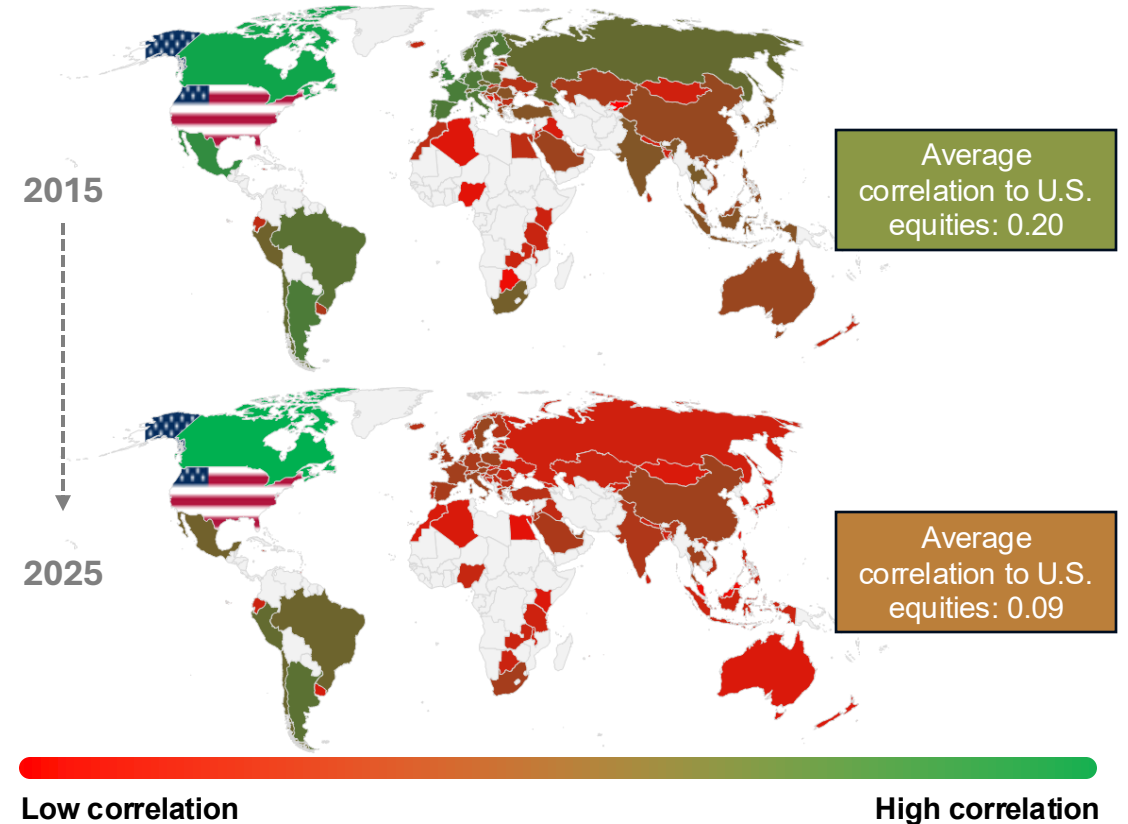 2015
Average
correlation to U.S.
equities: 0.20
2025
Average
correlation to U.S.
equities: 0.09
Low correlation
High correlation